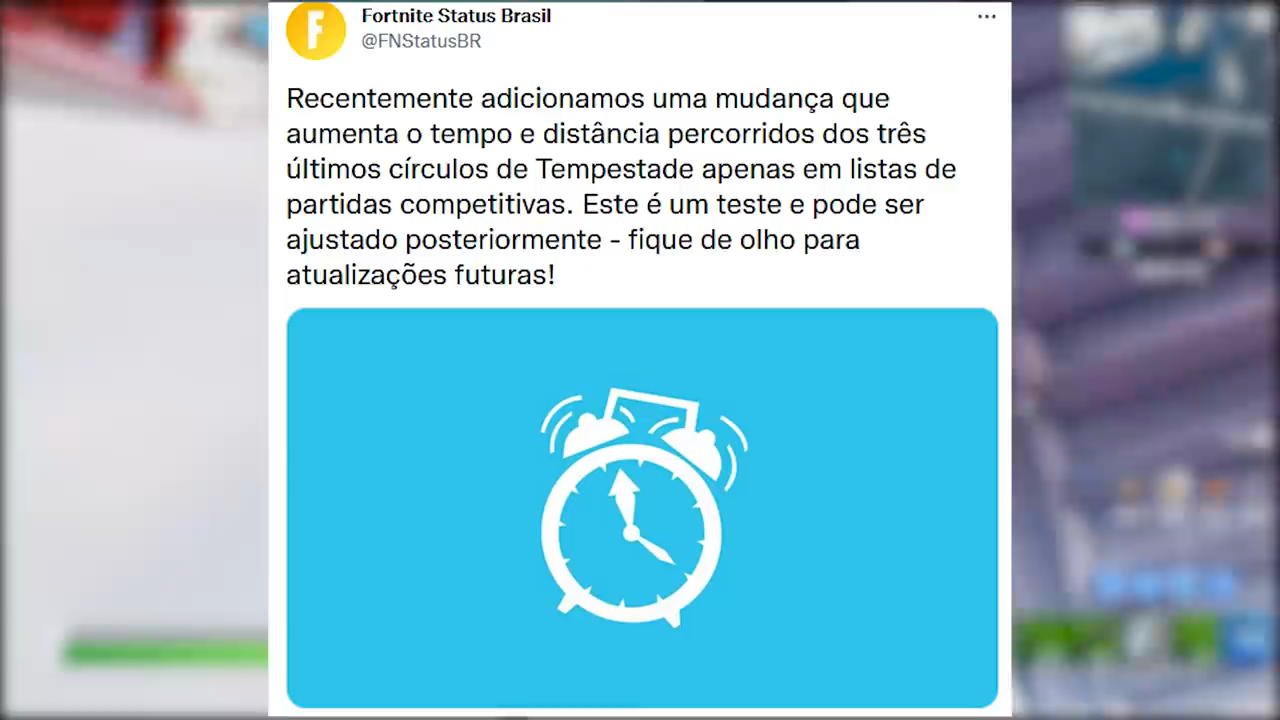 Fortnite Status Brasil
@FNStatusBR
Recentemente adicionamos uma mudança que
aumenta o tempo e distância percorridos dos três
últimos círculos de Tempestade apenas em listas de
partidas competitivas. Este é um teste e pode ser
ajustado posteriormente - fique de olho para
atualizações futuras!